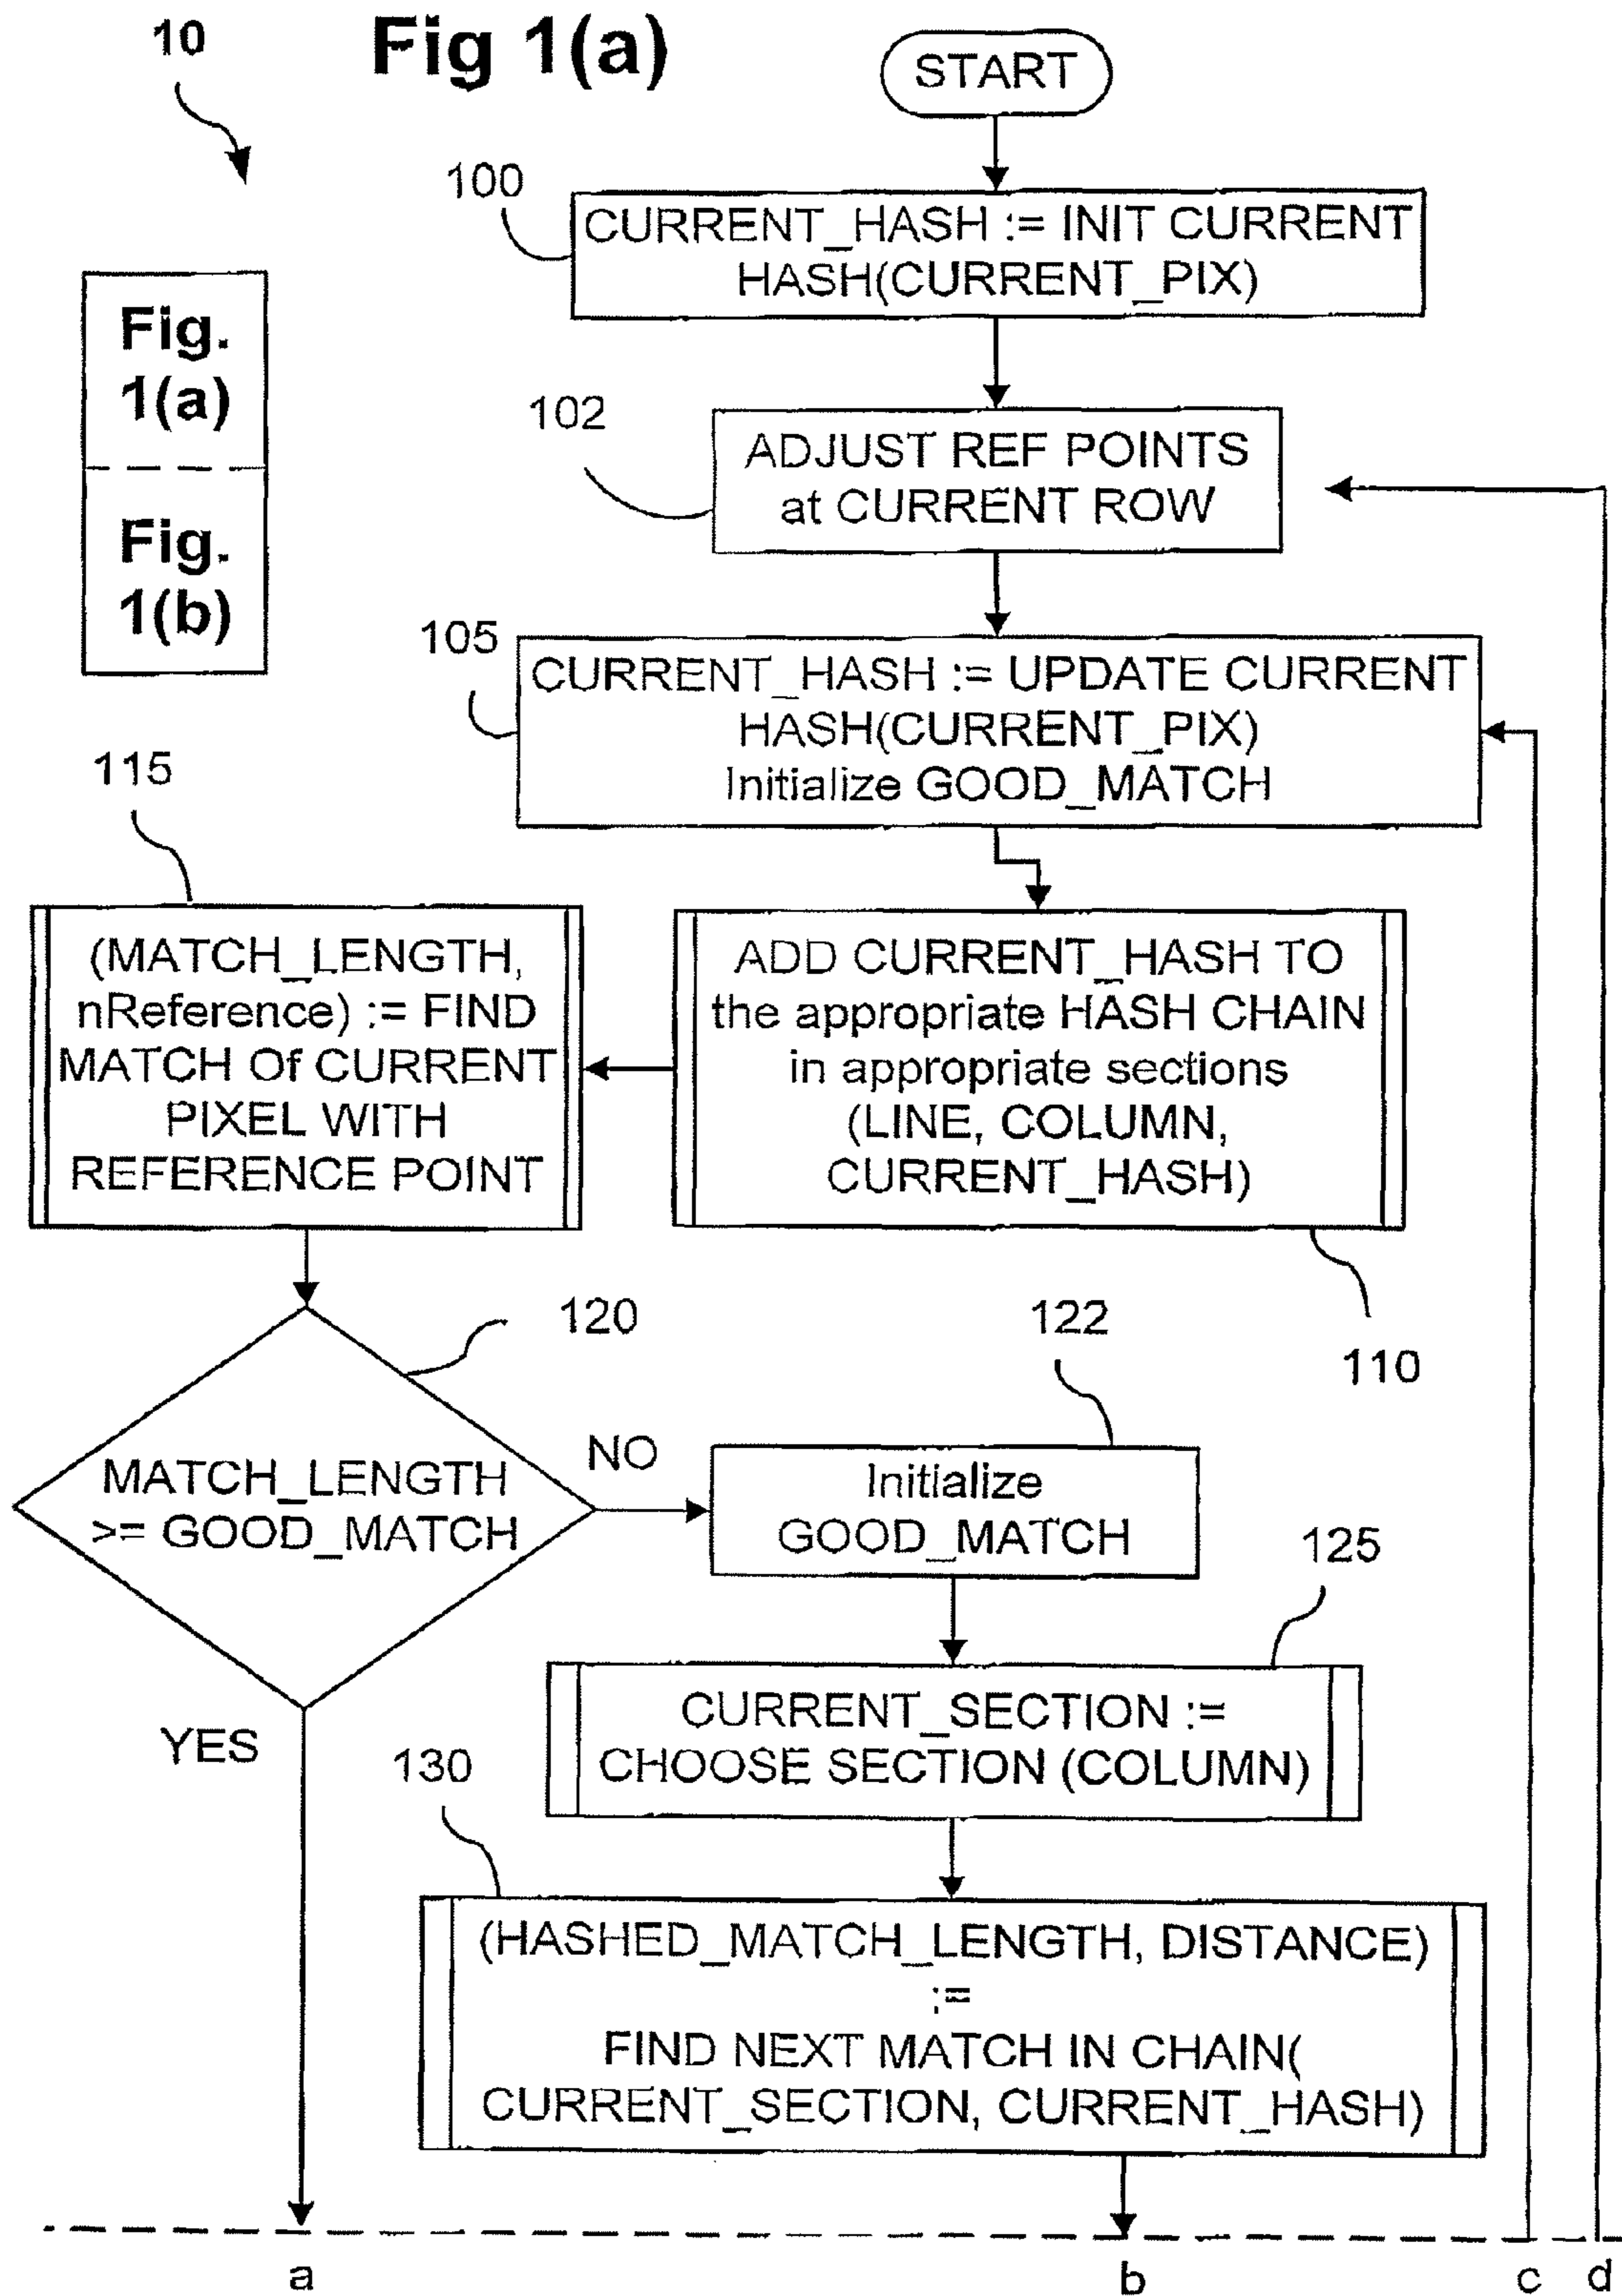 10
Fig 1(a)
START
100
CURRENT_HASH := INIT CURRENT
HASH(CURRENT_PIX)
Fig.
1(a)
Fig.
1(b)
102
ADJUST REF POINTS
at CURRENT ROW
105
CURRENT_HASH := UPDATE CURRENT
HASH(CURRENT_PIX)
Initialize GOOD_MATCH
115
(MATCH_LENGTH,
nReference) := FIND
MATCH Of CURRENT
PIXEL WITH
REFERENCE POINT
ADD CURRENT_HASH TO
the appropriate HASH CHAIN
in appropriate sections
(LINE, COLUMN,
CURRENT_HASH)
110
120
MATCH_LENGTH
>= GOOD_MATCH
NO
YES
122
Initialize
GOOD_MATCH
125
CURRENT_SECTION :=
CHOOSE SECTION (COLUMN)
130
(HASHED_MATCH_LENGTH, DISTANCE)
:=
FIND NEXT MATCH IN CHAIN(
CURRENT_SECTION, CURRENT_HASH)
a
b
c
d